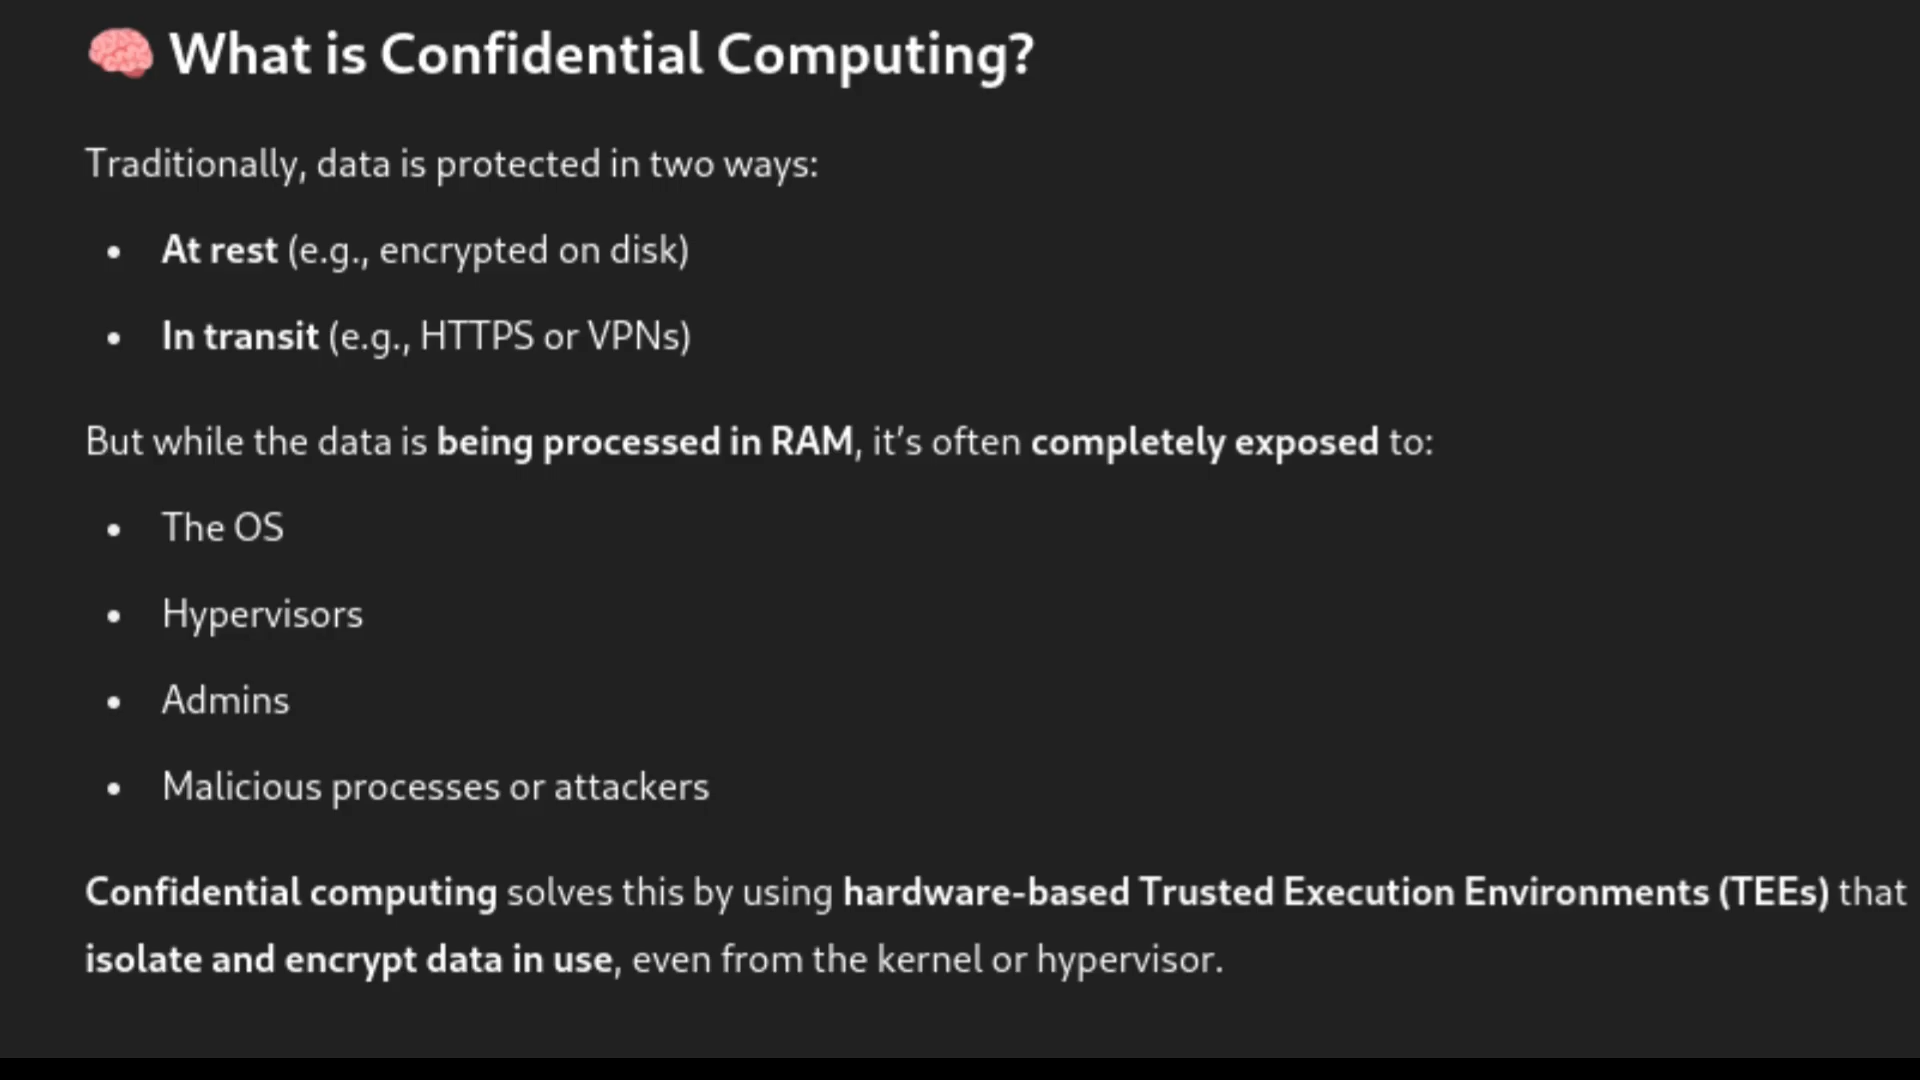 🧠 What is Confidential Computing?
Traditionally, data is protected in two ways:
• At rest (e.g., encrypted on disk)
• In transit (e.g., HTTPS or VPNs)
But while the data is being processed in RAM, it’s often completely exposed to:
• The OS
• Hypervisors
• Admins
• Malicious processes or attackers
Confidential computing solves this by using hardware-based Trusted Execution Environments (TEEs) that
isolate and encrypt data in use, even from the kernel or hypervisor.